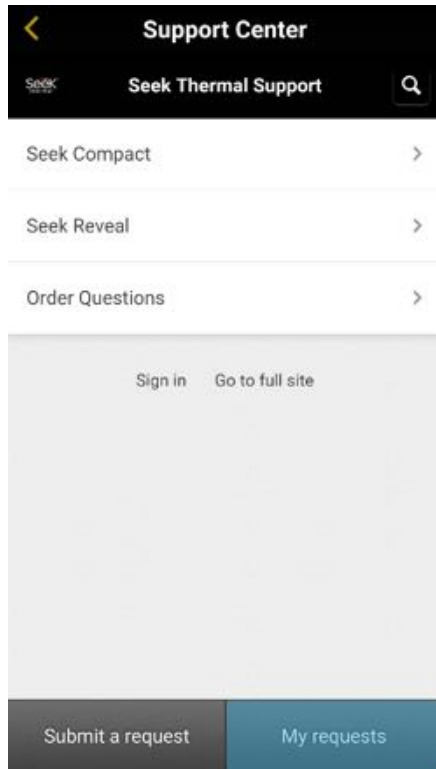 Support Center
Seek
Seek Thermal Support
Seek Compact
Seek Reveal
Order Questions
Sign in
Go to full site
Submit a request
My requests